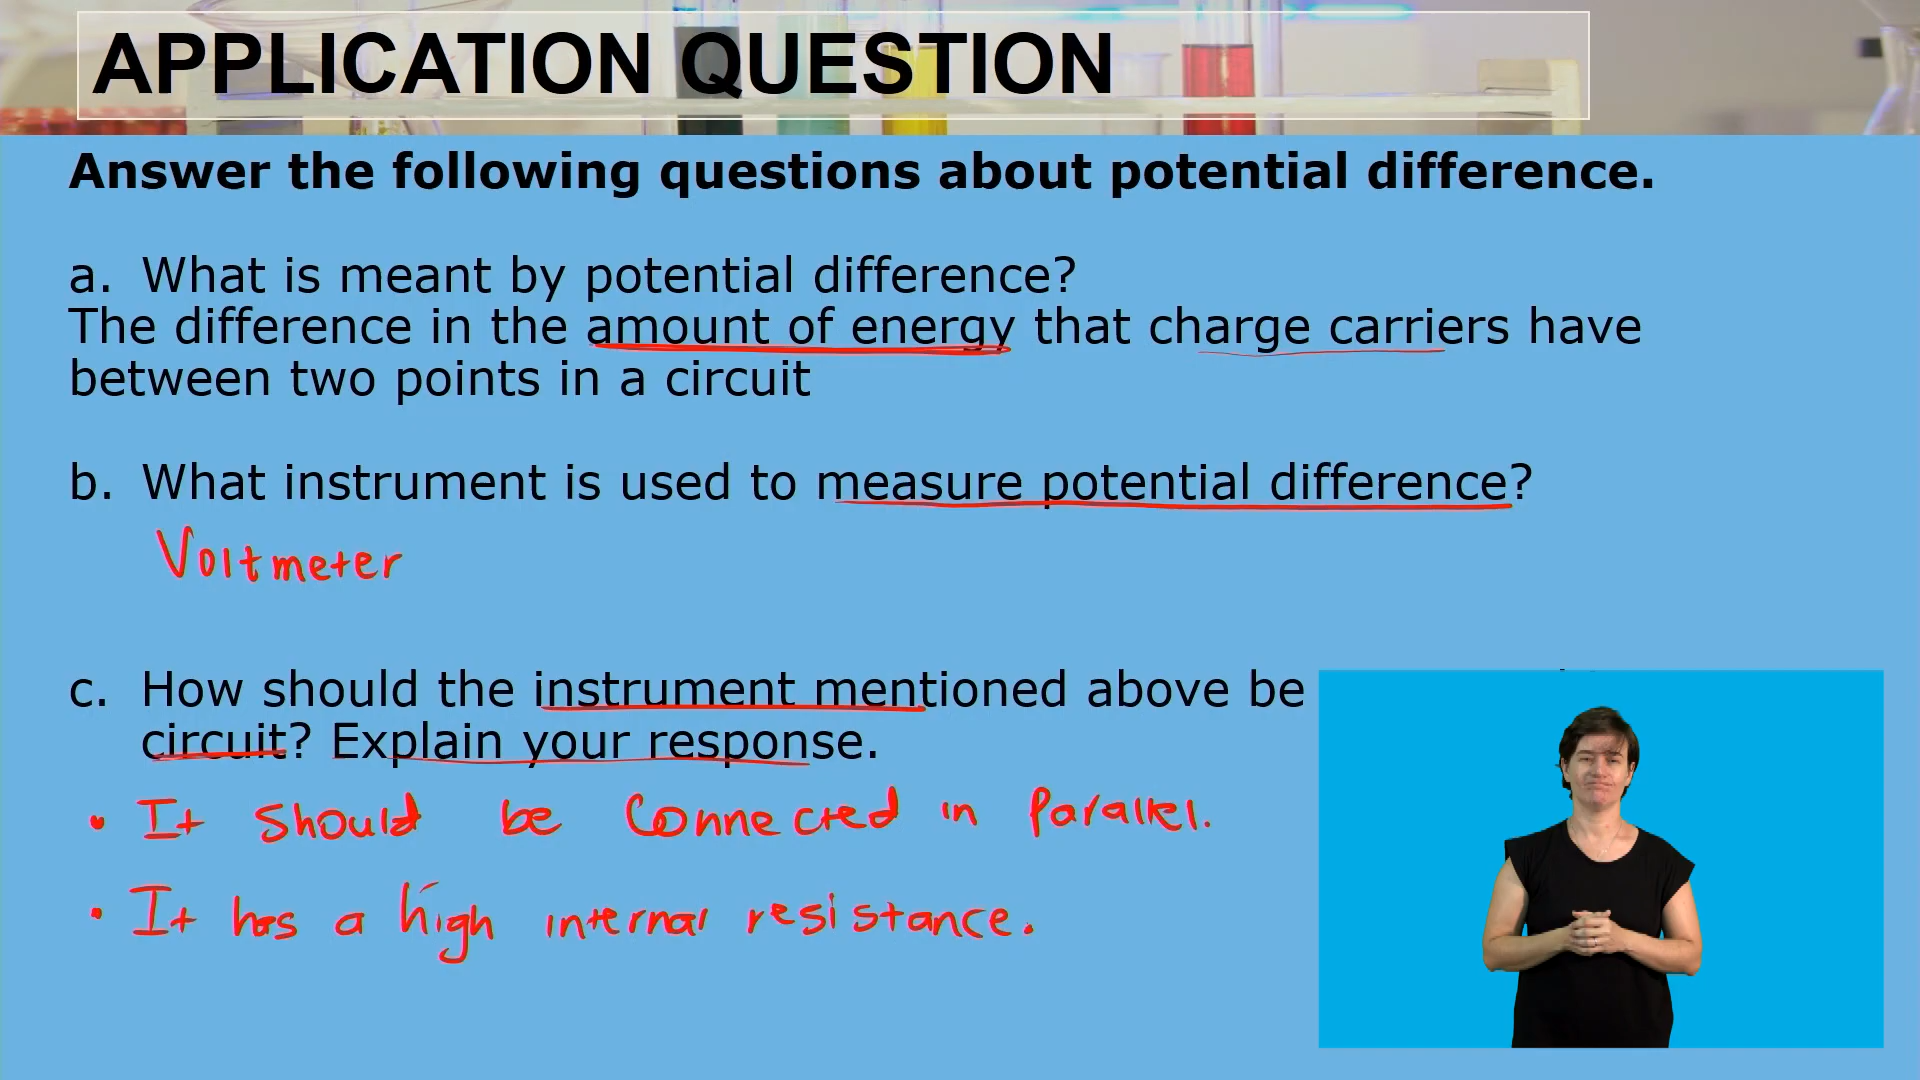 APPLICATION QUESTION
Answer the following questions about potential difference.
a. What is meant by potential difference?
The difference in the amount of energy that charge carriers have
between two points in a circuit
b. What instrument is used to measure potential difference?
Voltmeter
c. How should the instrument mentioned above be
circuit? Explain your response.
• It should be connected in parallel.
• It has a high internal resistance.